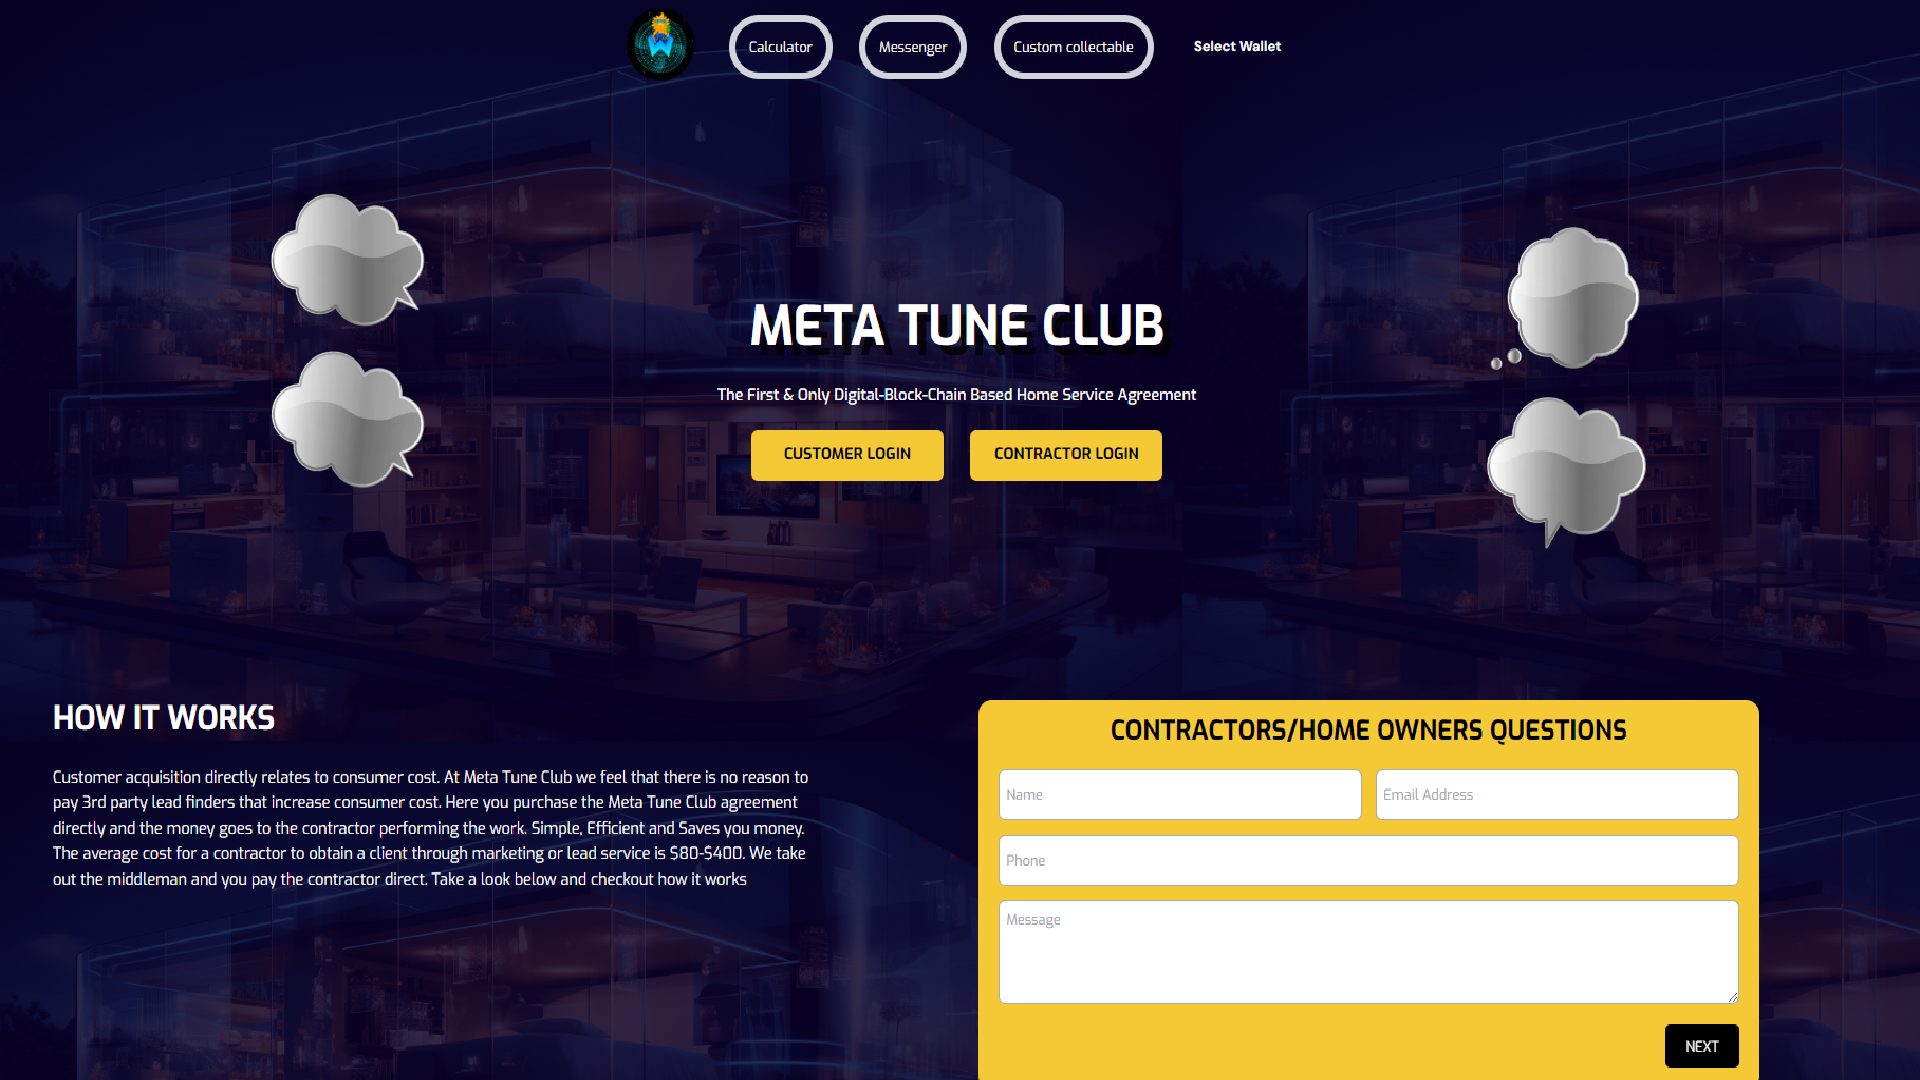 Calculator
Messenger
Custom collectable
Select Wallet
META TUNE CLUB
The First & Only Digital-Block-Chain Based Home Service Agreement
CUSTOMER LOGIN
CONTRACTOR LOGIN
HOW IT WORKS
Customer acquisition directly relates to consumer cost. At Meta Tune Club we feel that there is no reason to
pay 3rd party lead finders that increase consumer cost. Here you purchase the Meta Tune Club agreement
directly and the money goes to the contractor performing the work. Simple, Efficient and Saves you money.
The average cost for a contractor to obtain a client through marketing or lead service is $80-$400. We take
out the middleman and you pay the contractor direct. Take a look below and checkout how it works
CONTRACTORS/HOME OWNERS QUESTIONS
Name
Email Address
Phone
Message
NEXT